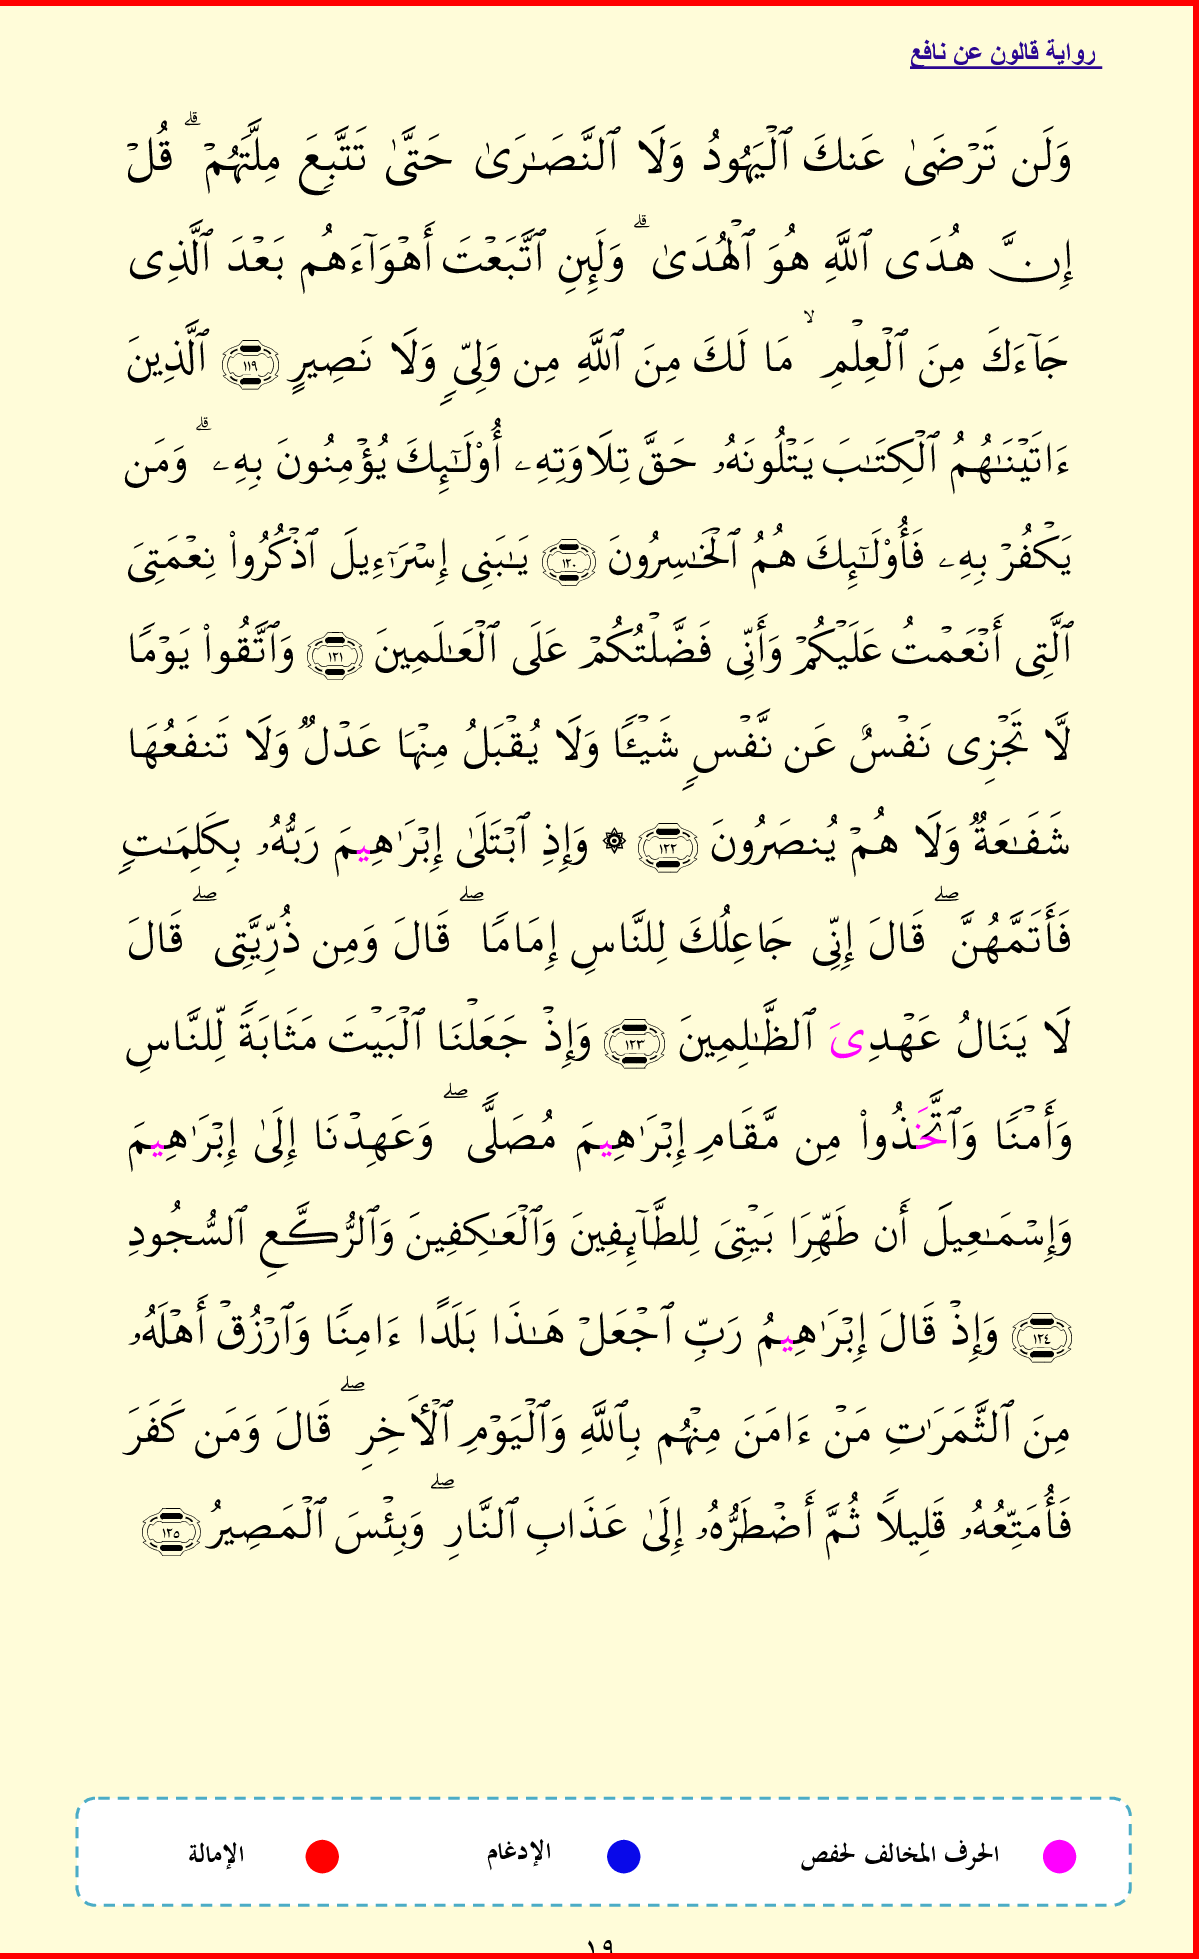 رواية قالون عن نافع
وَلَن تَرْضَىٰ عَنكَ ٱلْيَهُودُ وَلَا ٱلنَّصَـٰرَىٰ حَتَّىٰ تَتَّبِعَ مِلَّتَهُمْ ۗ قُلْ
إِنَّ هُدَى ٱللَّهِ هُوَ ٱلْهُدَىٰ ۗ وَلَئِنِ ٱتَّبَعْتَ أَهْوَآءَهُم بَعْدَ ٱلَّذِى
جَآءَكَ مِنَ ٱلْعِلْمِ ۙ مَا لَكَ مِنَ ٱللَّهِ مِن وَلِىٍّ وَلَا نَصِيرٍ ١١٩ ٱلَّذِينَ
ءَاتَيْنَـٰهُمُ ٱلْكِتَـٰبَ يَتْلُونَهُۥ حَقَّ تِلَاوَتِهِۦ أُوْلَـٰٓئِكَ يُؤْمِنُونَ بِهِۦ ۗ وَمَن
يَكْفُرْ بِهِۦ فَأُوْلَـٰٓئِكَ هُمُ ٱلْخَـٰسِرُونَ ١٢٠ يَـٰبَنِى إِسْرَٰٓءِيلَ ٱذْكُرُواْ نِعْمَتِىَ
ٱلَّتِى أَنْعَمْتُ عَلَيْكُمْ وَأَنِّى فَضَّلْتُكُمْ عَلَى ٱلْعَـٰلَمِينَ ١٢١ وَٱتَّقُواْ يَوْمًا
لَّا تَجْزِى نَفْسٌ عَن نَّفْسٍ شَيْـًٔا وَلَا يُقْبَلُ مِنْهَا عَدْلٌ وَلَا تَنفَعُهَا
شَفَـٰعَةٌ وَلَا هُمْ يُنصَرُونَ ١٢٢ ۞ وَإِذِ ٱبْتَلَىٰ إِبْرَٰهِيمَ رَبُّهُۥ بِكَلِمَـٰتٍ
فَأَتَمَّهُنَّ ۖ قَالَ إِنِّى جَاعِلُكَ لِلنَّاسِ إِمَامًا ۖ قَالَ وَمِن ذُرِّيَّتِى ۖ قَالَ
لَا يَنَالُ عَهْدِىَ ٱلظَّـٰلِمِينَ ١٢٣ وَإِذْ جَعَلْنَا ٱلْبَيْتَ مَثَابَةً لِّلنَّاسِ
وَأَمْنًا وَٱتَّخَذُواْ مِن مَّقَامِ إِبْرَٰهِيمَ مُصَلًّى ۖ وَعَهِدْنَا إِلَىٰ إِبْرَٰهِيمَ
وَإِسْمَـٰعِيلَ أَن طَهِّرَا بَيْتِىَ لِلطَّآئِفِينَ وَٱلْعَـٰكِفِينَ وَٱلرُّكَّعِ ٱلسُّجُودِ
١٢٤ وَإِذْ قَالَ إِبْرَٰهِيمُ رَبِّ ٱجْعَلْ هَـٰذَا بَلَدًا ءَامِنًا وَٱرْزُقْ أَهْلَهُۥ
مِنَ ٱلثَّمَرَٰتِ مَنْ ءَامَنَ مِنْهُم بِٱللَّهِ وَٱلْيَوْمِ ٱلْأَخِرِ ۖ قَالَ وَمَن كَفَرَ
فَأُمَتِّعُهُۥ قَلِيلًا ثُمَّ أَضْطَرُّهُۥ إِلَىٰ عَذَابِ ٱلنَّارِ ۖ وَبِئْسَ ٱلْمَصِيرُ ١٢٥
الحرف المخالف لحفص الإدغام الإمالة
١٩